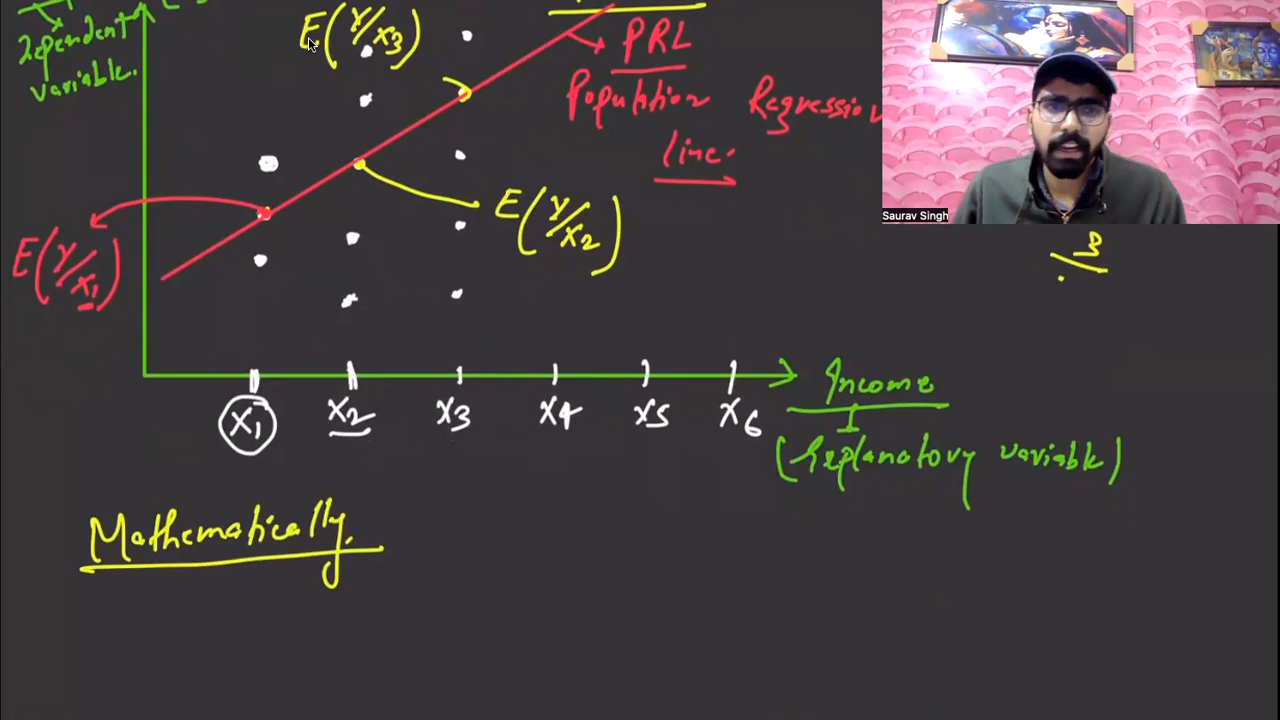 Dependent
variable.
E(Y/X3)
PRL
Population Regression
line.
E(Y/X2)
E(Y/X1)
Saurav Singh
X1 X2 X3 X4 X5 X6
Income
(Explanatory variable)
Mathematically.